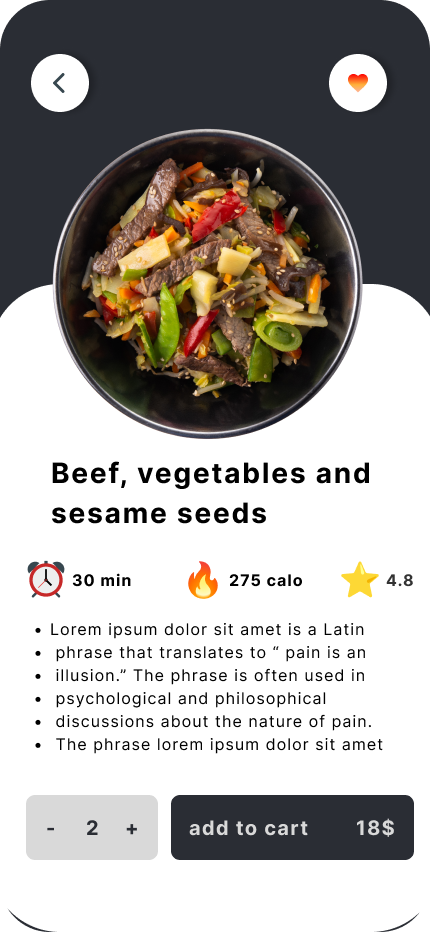 Beef, vegetables and
sesame seeds
30 min 275 calo 4.8
• Lorem ipsum dolor sit amet is a Latin
• phrase that translates to “ pain is an
• illusion.” The phrase is often used in
• psychological and philosophical
• discussions about the nature of pain.
• The phrase lorem ipsum dolor sit amet
- 2 + add to cart 18$